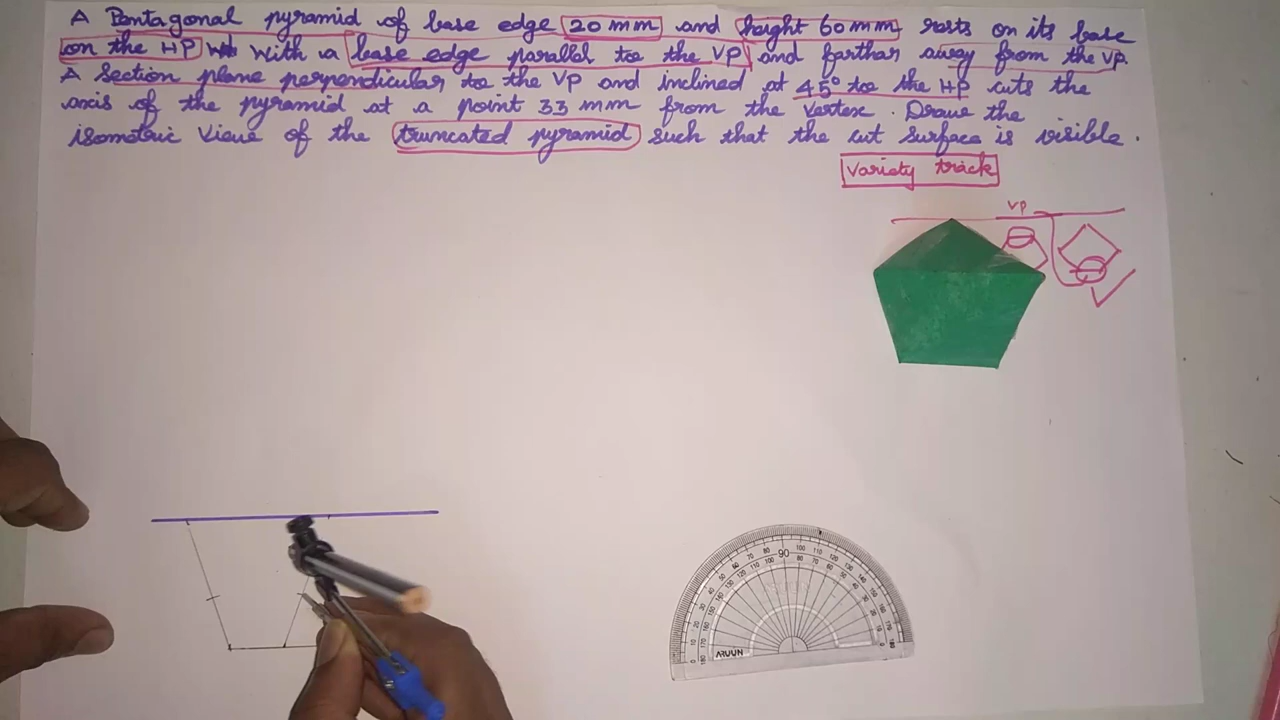 A Pentagonal pyramid of base edge 20 mm and height 60 mm rests on its base
on the HP with a base edge parallel to the VP and farthar away from the VP.
A Section plane perpendicular to the VP and inclined at 45° to the HP cuts the
axis of the pyramid at a point 33 mm from the vertex. Draw the
isometric View of the truncated pyramid such that the cut surface is visible.
Variety track
VP
90
ARUUN